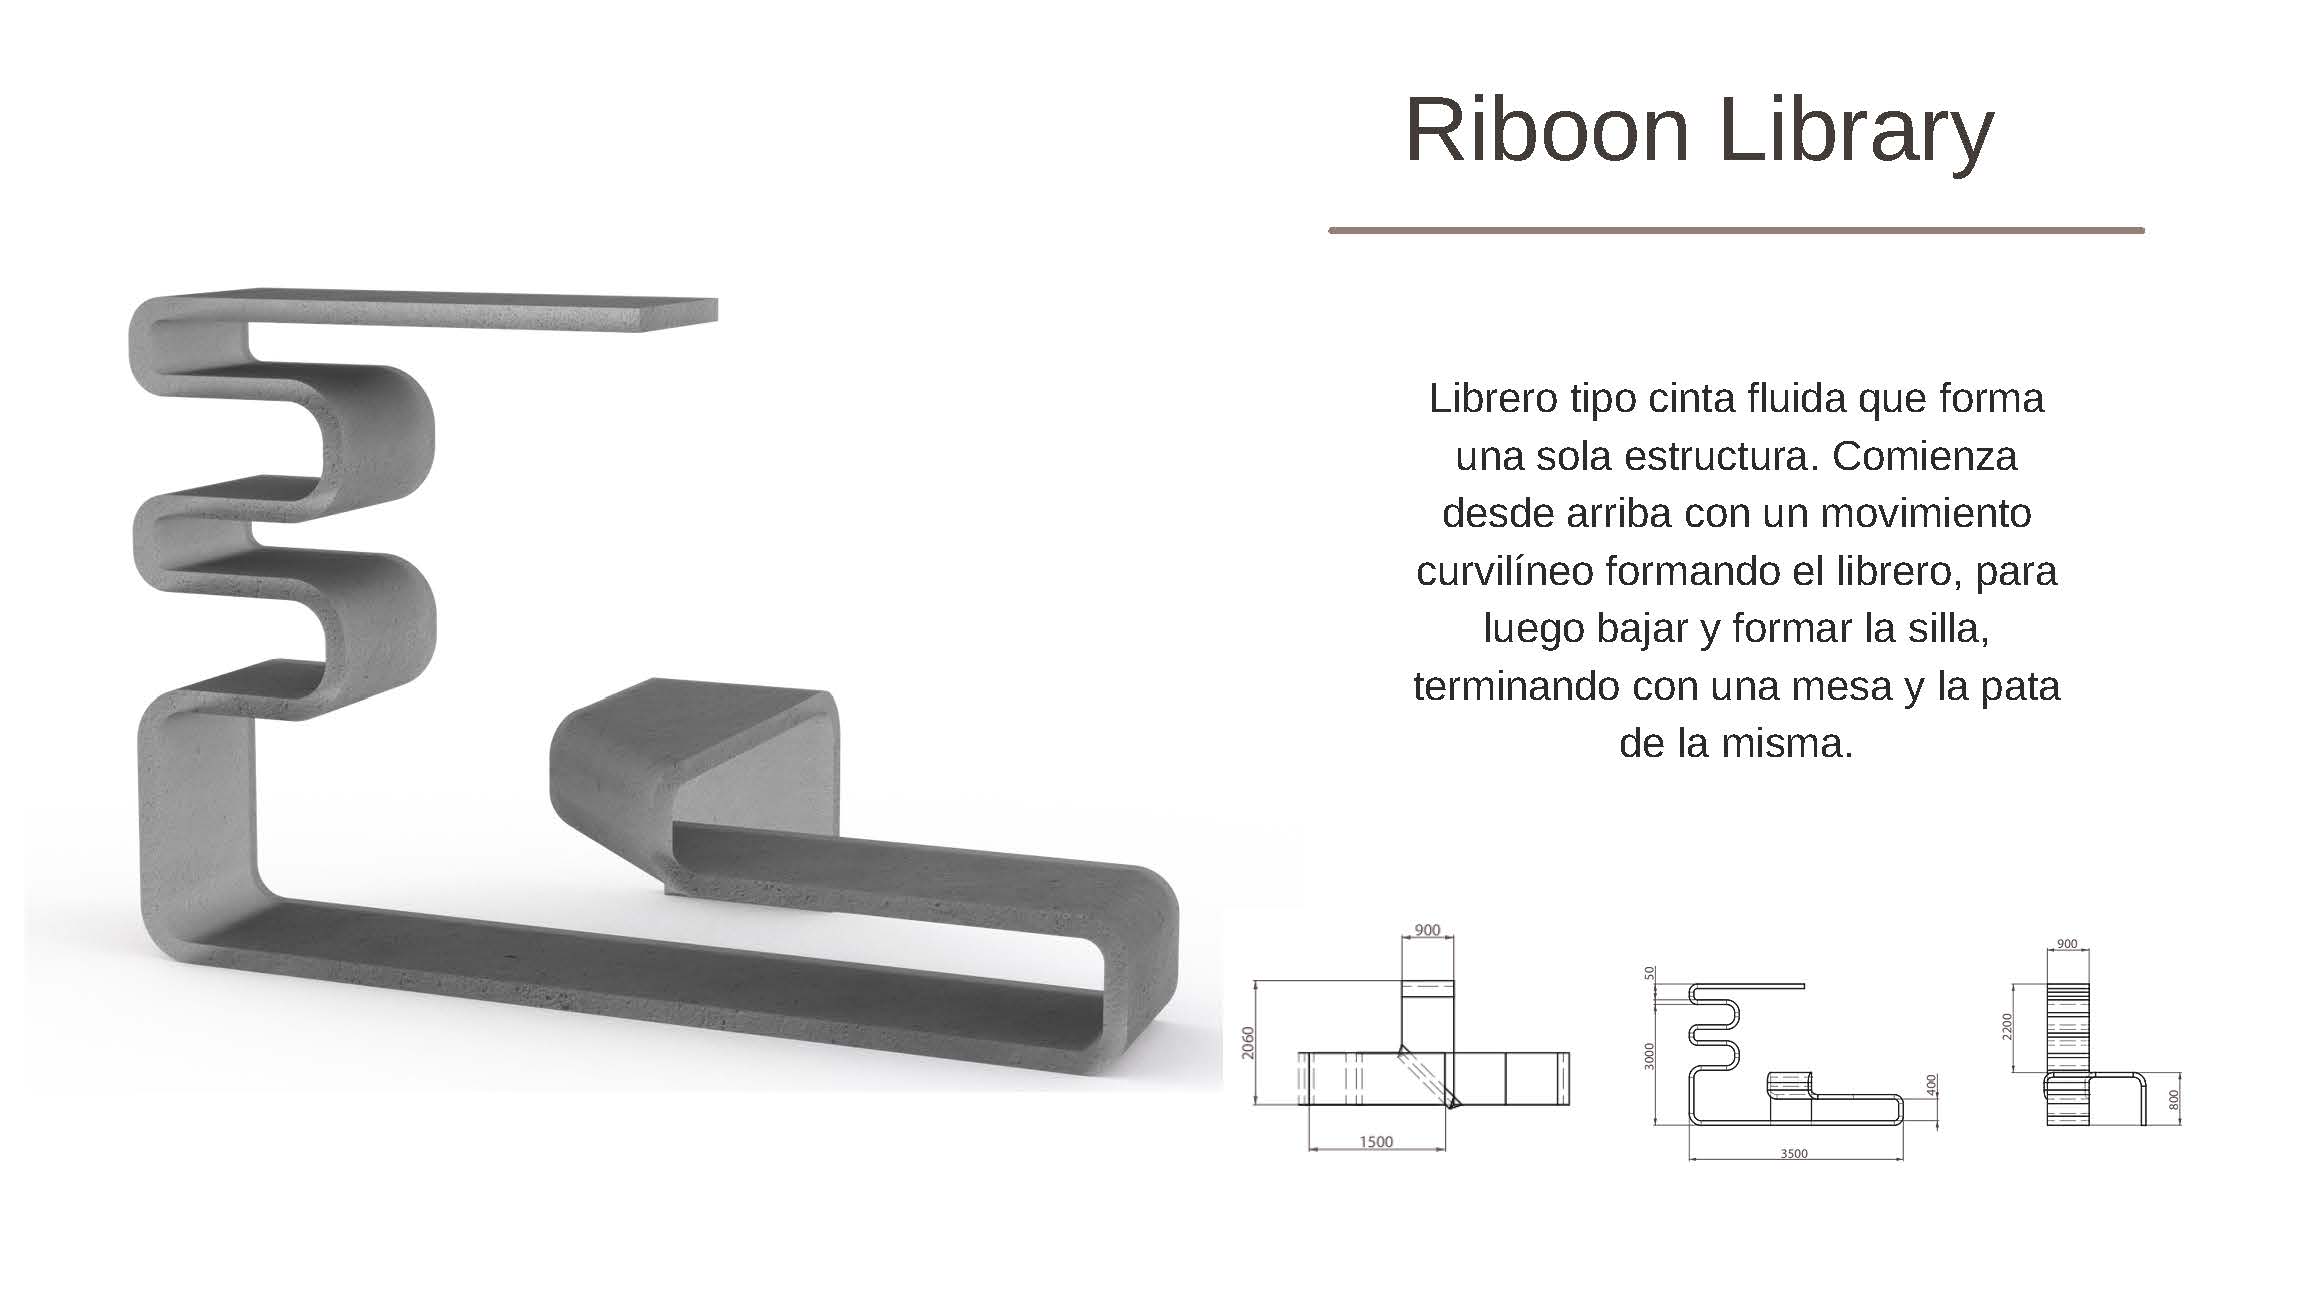 Riboon Library
Librero tipo cinta fluida que forma
una sola estructura. Comienza
desde arriba con un movimiento
curvilíneo formando el librero, para
luego bajar y formar la silla,
terminando con una mesa y la pata
de la misma.
900
2060
1500
50
3000
400
3500
900
2200
800